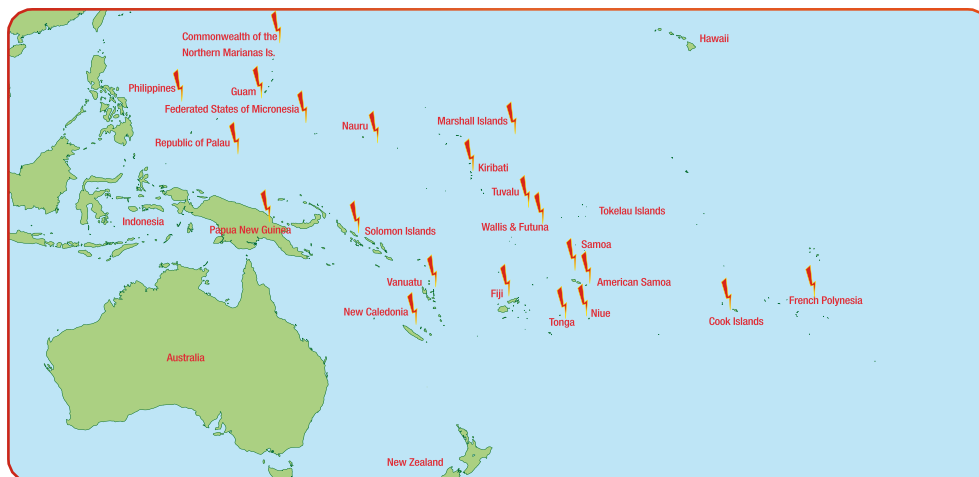 Commonwealth of the
Northern Marianas Is.
Hawaii
Philippines
Guam
Federated States of Micronesia
Nauru
Marshall Islands
Republic of Palau
Kiribati
Tuvalu
Tokelau Islands
Indonesia
Papua New Guinea
Solomon Islands
Wallis & Futuna
Samoa
Vanuatu
American Samoa
Fiji
French Polynesia
New Caledonia
Tonga
Niue
Cook Islands
Australia
New Zealand